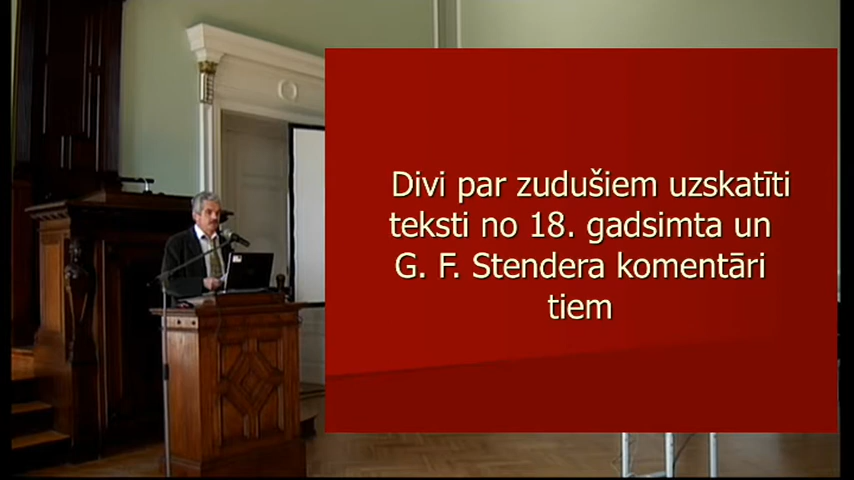 Divi par zudušiem uzskatīti
teksti no 18. gadsimta un
G. F. Stendera komentāri
tiem